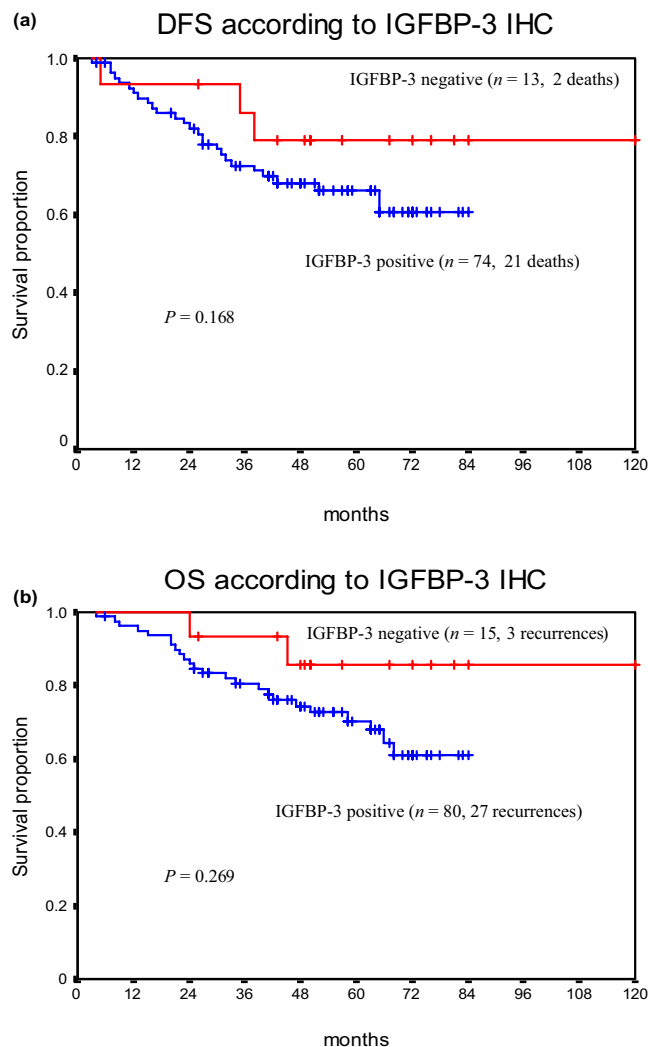 (a)
DFS according to IGFBP-3 IHC
1.0
0.8
0.6
0.4
0.2
0
Survival proportion
IGFBP-3 negative (n = 13, 2 deaths)
IGFBP-3 positive (n = 74, 21 deaths)
P = 0.168
0 12 24 36 48 60 72 84 96 108 120
months
(b)
OS according to IGFBP-3 IHC
1.0
0.8
0.6
0.4
0.2
0
Survival proportion
IGFBP-3 negative (n = 15, 3 recurrences)
IGFBP-3 positive (n = 80, 27 recurrences)
P = 0.269
0 12 24 36 48 60 72 84 96 108 120
months